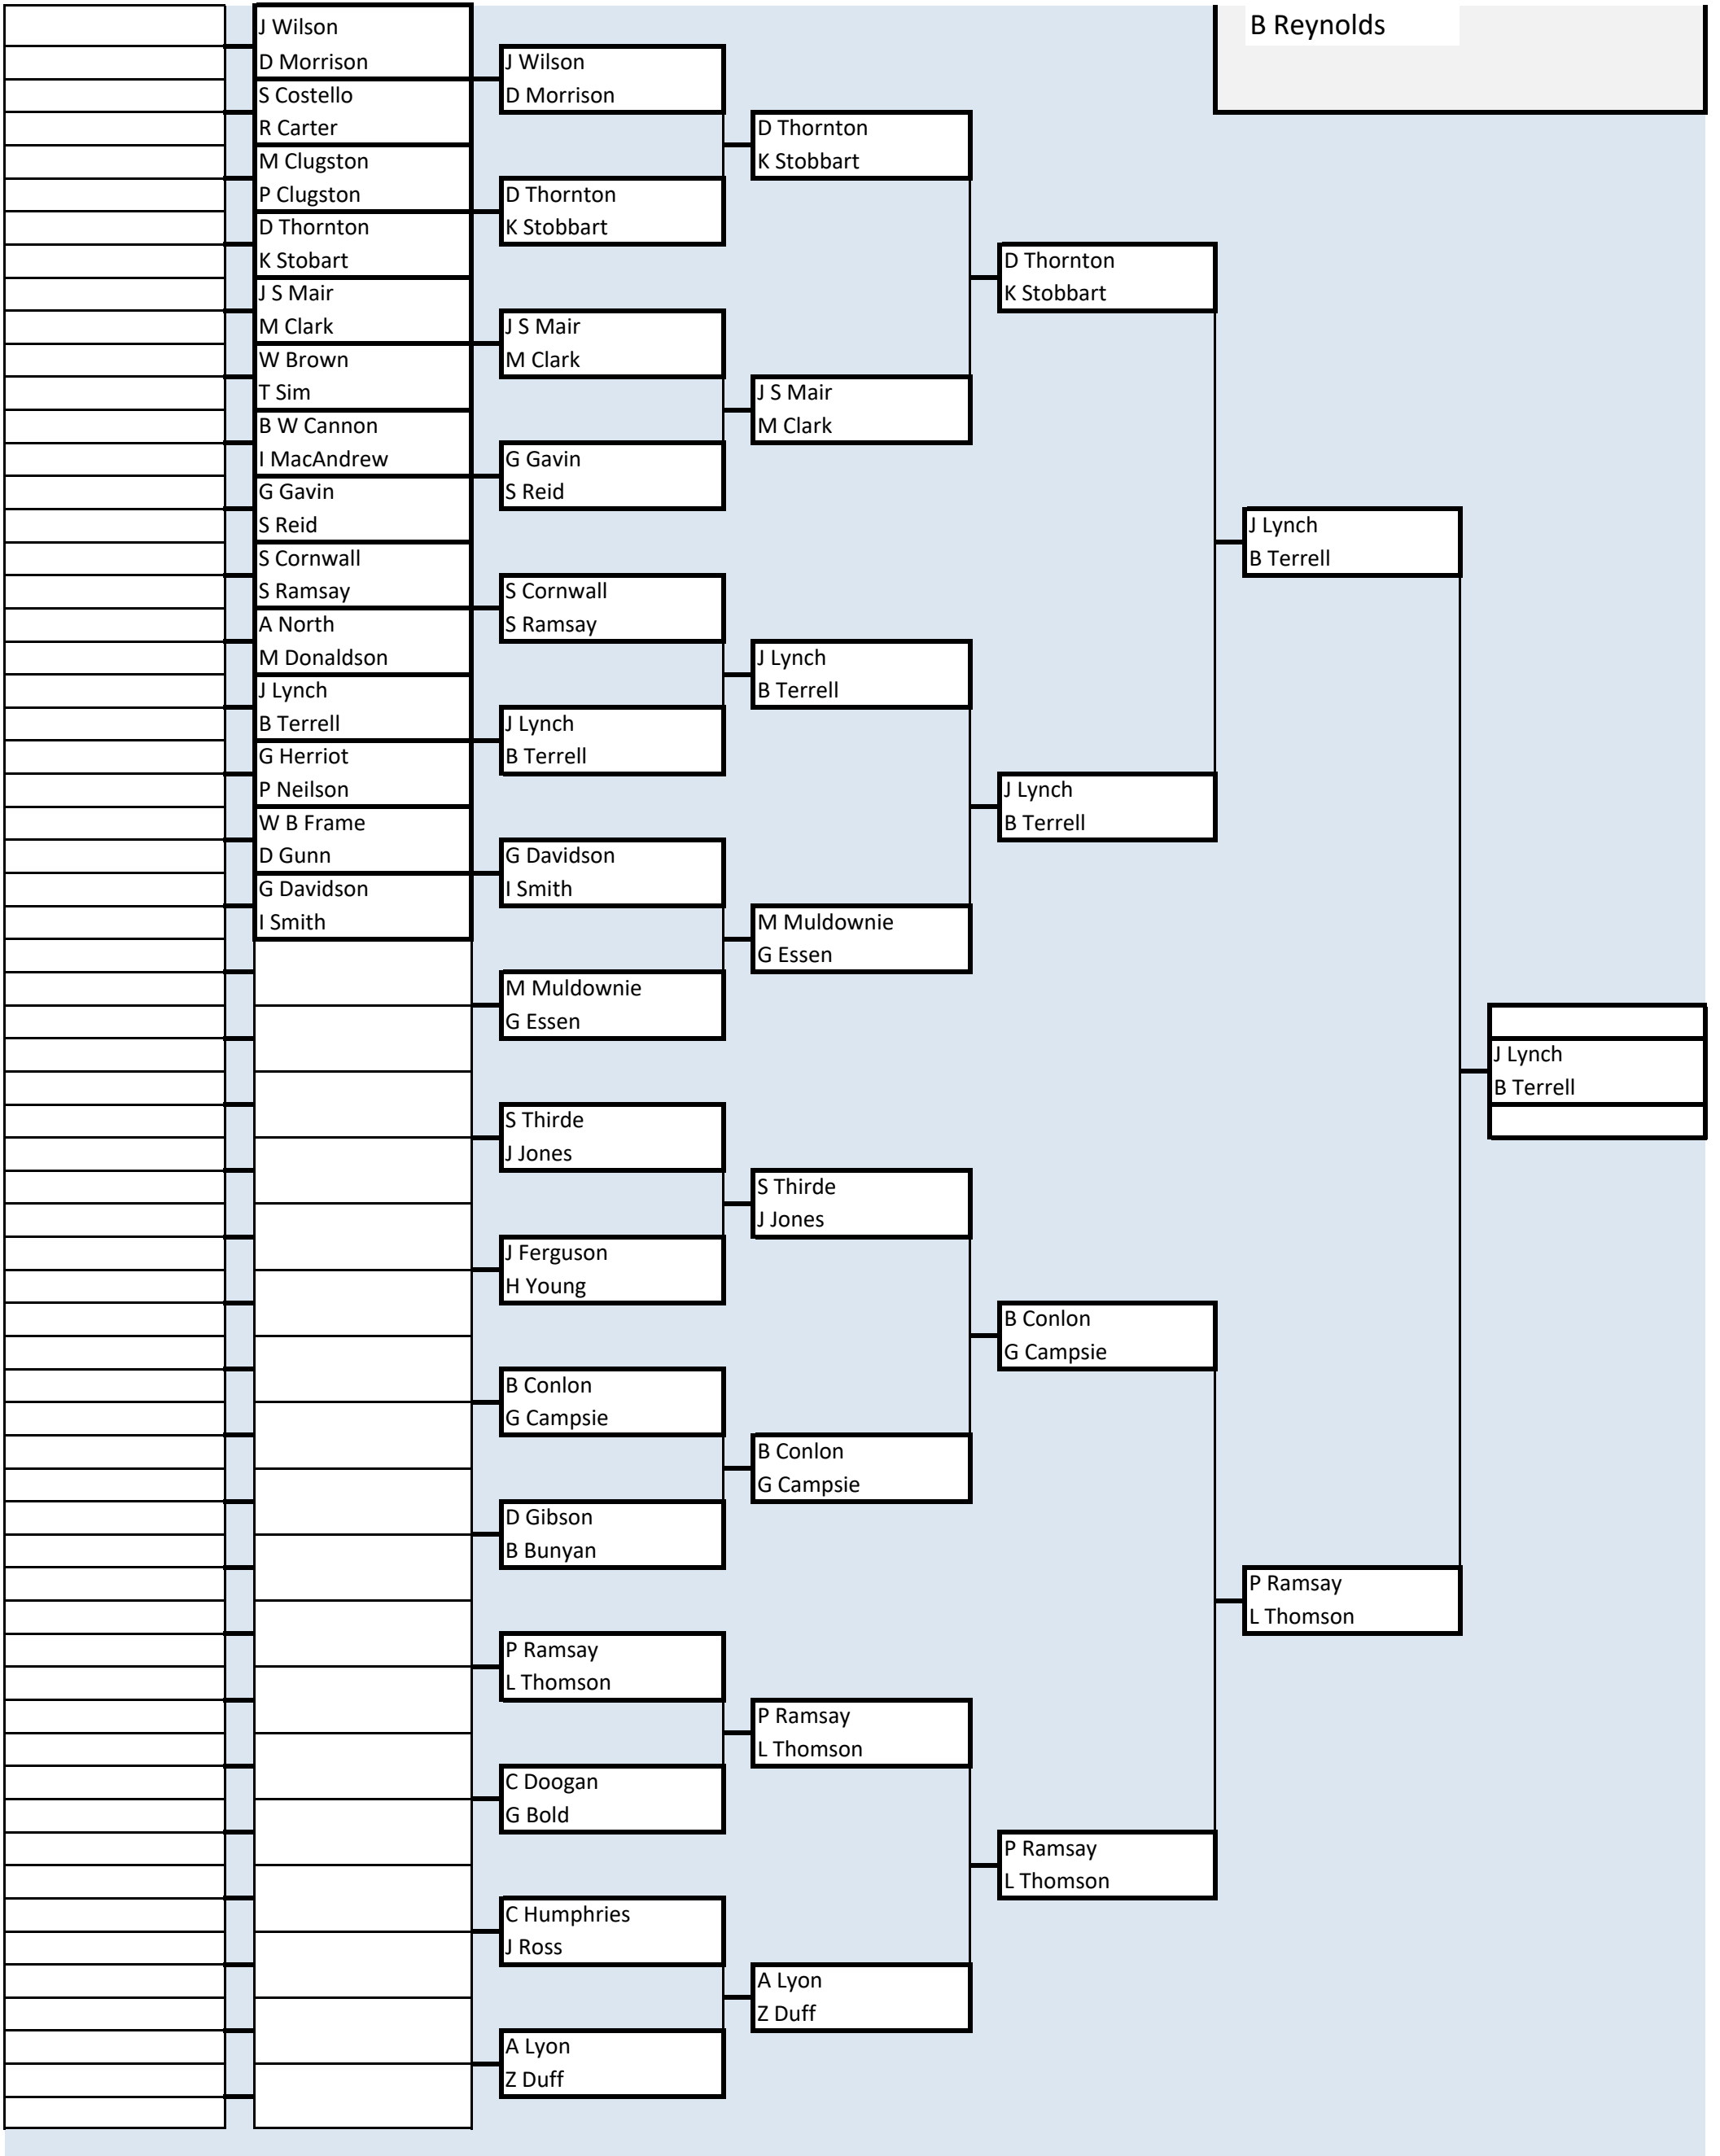 B Reynolds
J Wilson
D Morrison
S Costello
R Carter
M Clugston
P Clugston
D Thornton
K Stobart
J S Mair
M Clark
W Brown
T Sim
B W Cannon
I MacAndrew
G Gavin
S Reid
S Cornwall
S Ramsay
A North
M Donaldson
J Lynch
B Terrell
G Herriot
P Neilson
W B Frame
D Gunn
G Davidson
I Smith
J Wilson
D Morrison
D Thornton
K Stobbart
J S Mair
M Clark
G Gavin
S Reid
S Cornwall
S Ramsay
J Lynch
B Terrell
G Davidson
I Smith
M Muldownie
G Essen
S Thirde
J Jones
J Ferguson
H Young
B Conlon
G Campsie
D Gibson
B Bunyan
P Ramsay
L Thomson
C Doogan
G Bold
C Humphries
J Ross
A Lyon
Z Duff
D Thornton
K Stobbart
J S Mair
M Clark
J Lynch
B Terrell
M Muldownie
G Essen
S Thirde
J Jones
B Conlon
G Campsie
P Ramsay
L Thomson
A Lyon
Z Duff
D Thornton
K Stobbart
J Lynch
B Terrell
B Conlon
G Campsie
P Ramsay
L Thomson
J Lynch
B Terrell
P Ramsay
L Thomson
J Lynch
B Terrell